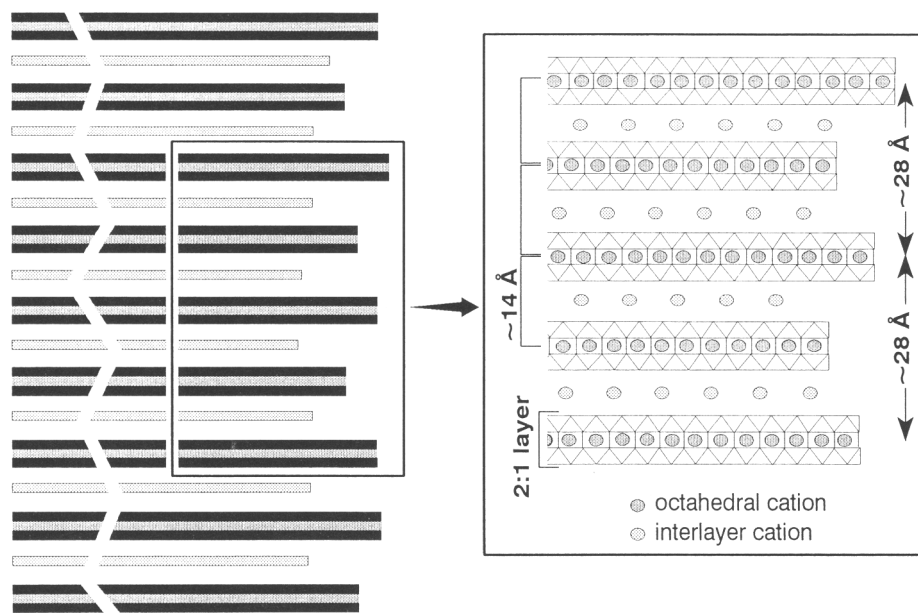 ~28 Å
~14 Å
~28 Å
2:1 layer
octahedral cation
interlayer cation